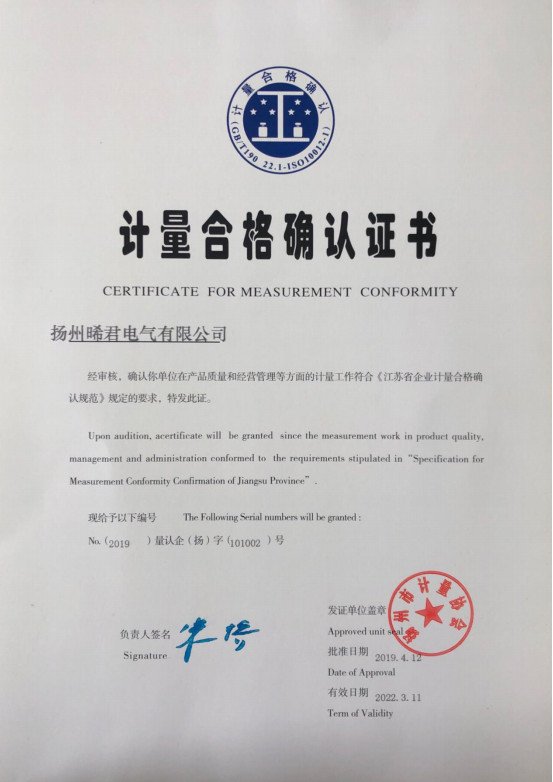 计量合格确认
(GB/T190 22.1-ISO10012-1)
计量合格确认证书
CERTIFICATE FOR MEASUREMENT CONFORMITY
扬州晞君电气有限公司
经审核，确认你单位在产品质量和经营管理等方面的计量工作符合《江苏省企业计量合格确
认规范》规定的要求，特发此证。
Upon audition, acertificate will be granted since the measurement work in product quality,
management and administration conformed to the requirements stipulated in “Specification for
Measurement Conformity Confirmation of Jiangsu Province”.
现给予以下编号 The Following Serial numbers will be granted:
No. (2019 ) 量认企 (扬) 字 (101002 ) 号
发证单位盖章
Approved unit seal
扬州市计量协会
负责人签名
Signature
批准日期 2019.4.12
Date of Approval
有效日期 2022.3.11
Term of Validity